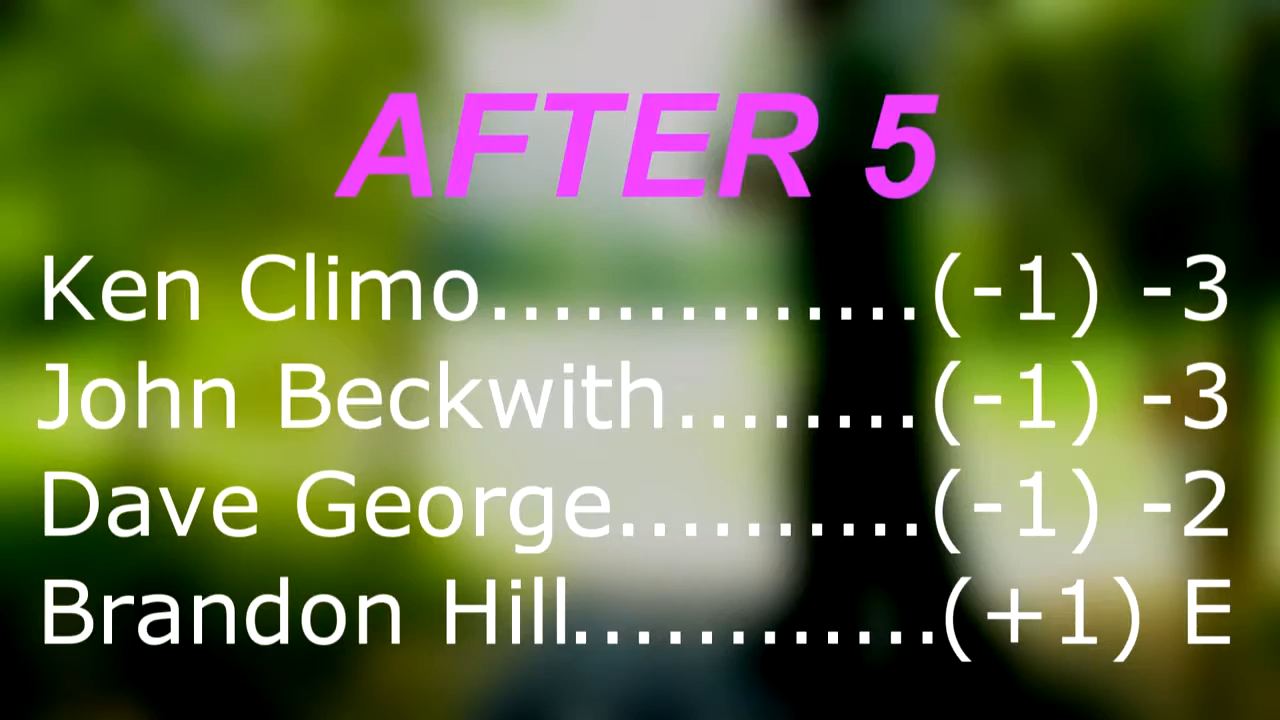 AFTER 5
Ken Climo..............(-1) -3
John Beckwith........(-1) -3
Dave George..........(-1) -2
Brandon Hill............(+1) E